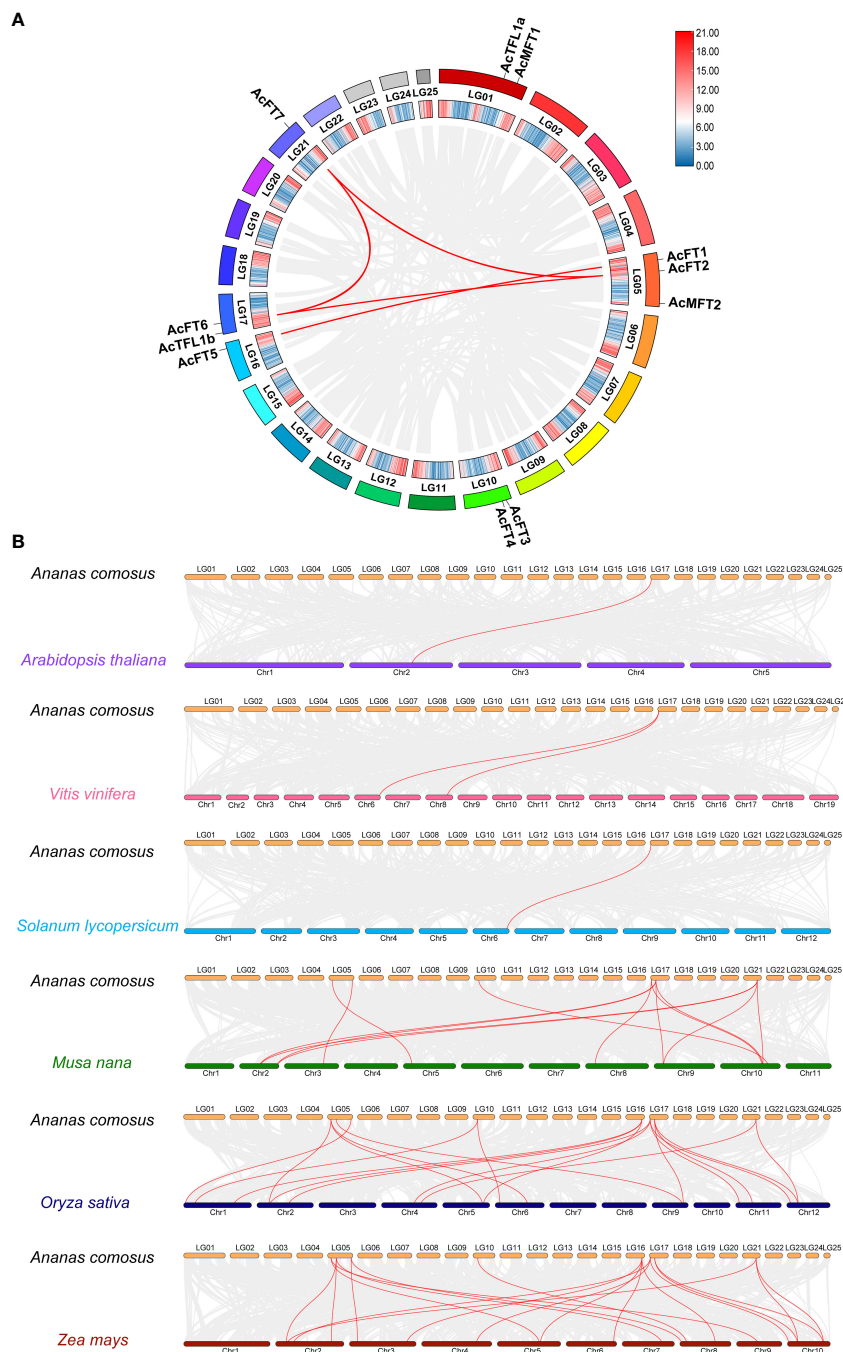 A
AcTFL1a
AcMFT1
21.00
18.00
15.00
12.00
9.00
6.00
3.00
0.00
AcFT7
LG01
LG02
LG03
LG04
LG05
LG06
LG07
LG08
LG09
LG10
LG11
LG12
LG13
LG14
LG15
LG16
LG17
LG18
LG19
LG20
LG21
LG22
LG23
LG24
LG25
AcFT1
AcFT2
AcMFT2
AcFT6
AcTFL1b
AcFT5
AcFT3
AcFT4
B
LG01 LG02 LG03 LG04 LG05 LG06 LG07 LG08 LG09 LG10 LG11 LG12 LG13 LG14 LG15 LG16 LG17 LG18 LG19 LG20 LG21 LG22 LG23 LG24 LG25
Ananas comosus
Arabidopsis thaliana
Chr1 Chr2 Chr3 Chr4 Chr5
LG01 LG02 LG03 LG04 LG05 LG06 LG07 LG08 LG09 LG10 LG11 LG12 LG13 LG14 LG15 LG16 LG17 LG18 LG19 LG20 LG21 LG22 LG23 LG24 LG2
Ananas comosus
Vitis vinifera
Chr1 Chr2 Chr3 Chr4 Chr5 Chr6 Chr7 Chr8 Chr9 Chr10 Chr11 Chr12 Chr13 Chr14 Chr15 Chr16 Chr17 Chr18 Chr19
LG01 LG02 LG03 LG04 LG05 LG06 LG07 LG08 LG09 LG10 LG11 LG12 LG13 LG14 LG15 LG16 LG17 LG18 LG19 LG20 LG21 LG22 LG23 LG24 LG25
Ananas comosus
Solanum lycopersicum
Chr1 Chr2 Chr3 Chr4 Chr5 Chr6 Chr7 Chr8 Chr9 Chr10 Chr11 Chr12
LG01 LG02 LG03 LG04 LG05 LG06 LG07 LG08 LG09 LG10 LG11 LG12 LG13 LG14 LG15 LG16 LG17 LG18 LG19 LG20 LG21 LG22 LG23 LG24 LG25
Ananas comosus
Musa nana
Chr1 Chr2 Chr3 Chr4 Chr5 Chr6 Chr7 Chr8 Chr9 Chr10 Chr11
LG01 LG02 LG03 LG04 LG05 LG06 LG07 LG08 LG09 LG10 LG11 LG12 LG13 LG14 LG15 LG16 LG17 LG18 LG19 LG20 LG21 LG22 LG23 LG24 LG25
Ananas comosus
Oryza sativa
Chr1 Chr2 Chr3 Chr4 Chr5 Chr6 Chr7 Chr8 Chr9 Chr10 Chr11 Chr12
LG01 LG02 LG03 LG04 LG05 LG06 LG07 LG08 LG09 LG10 LG11 LG12 LG13 LG14 LG15 LG16 LG17 LG18 LG19 LG20 LG21 LG22 LG23 LG24 LG25
Ananas comosus
Zea mays
Chr1 Chr2 Chr3 Chr4 Chr5 Chr6 Chr7 Chr8 Chr9 Chr10